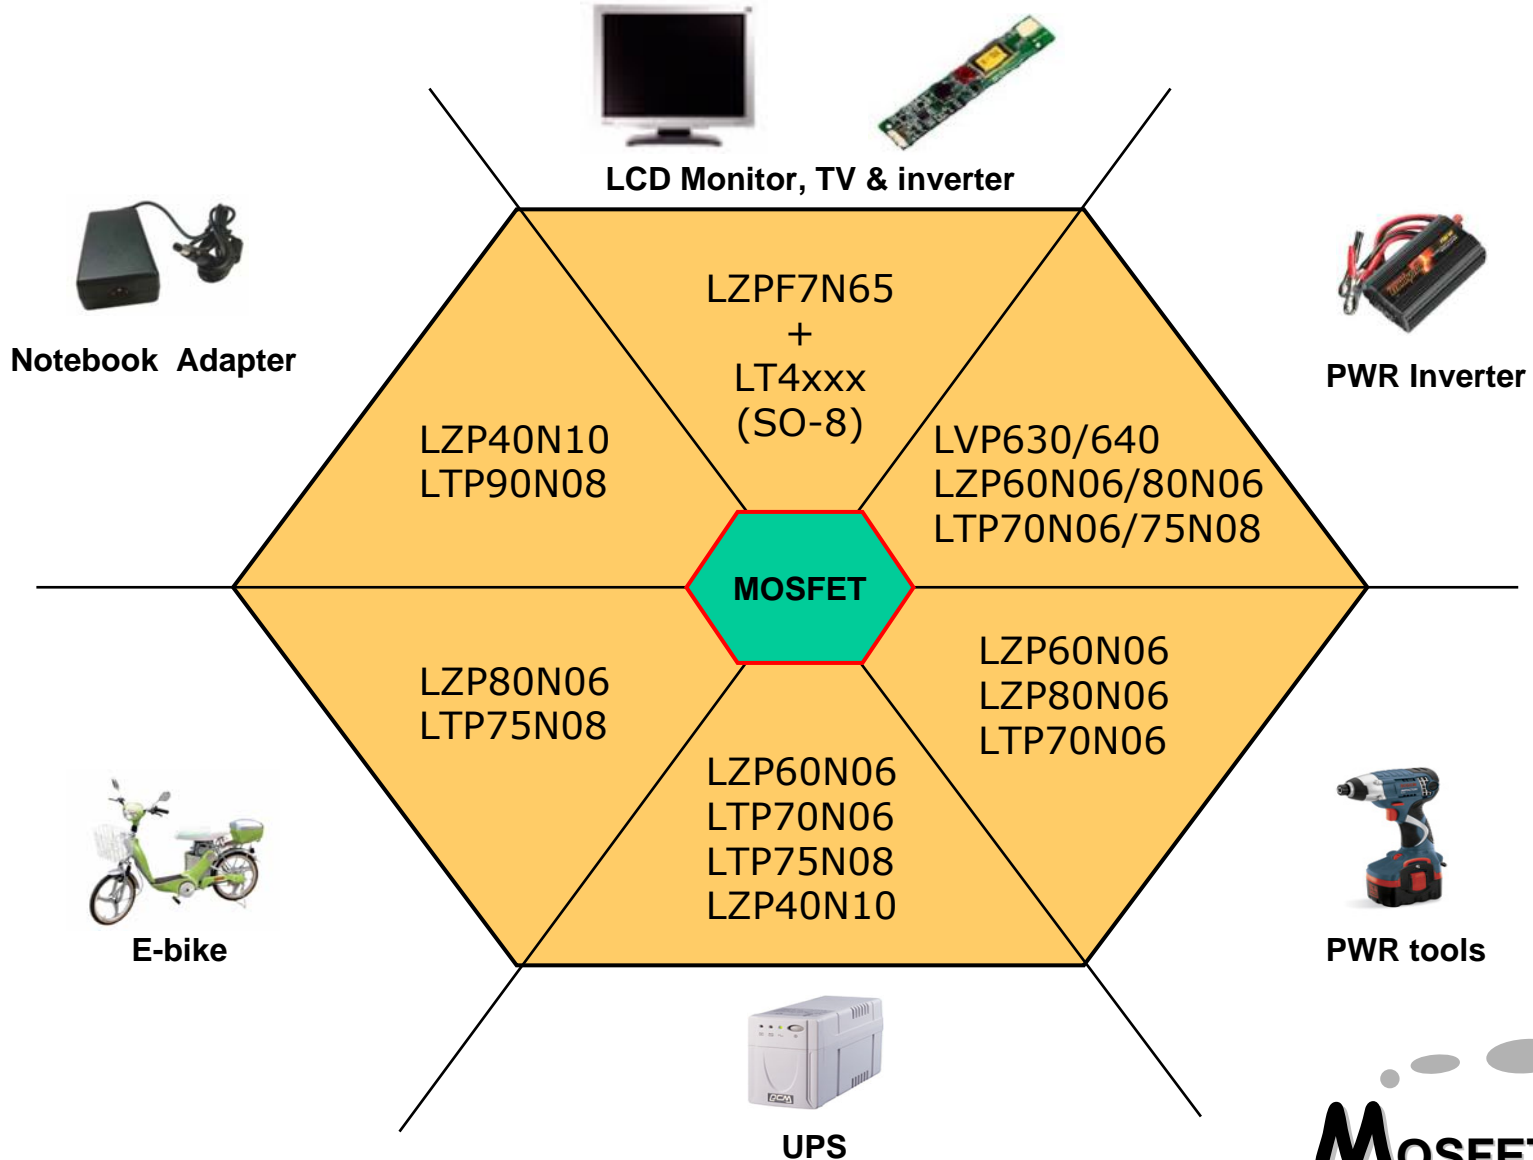 LCD Monitor, TV & inverter
Notebook Adapter
PWR Inverter
LZPF7N65
+
LT4xxx
(SO-8)
LZP40N10
LTP90N08
LVP630/640
LZP60N06/80N06
LTP70N06/75N08
MOSFET
LZP80N06
LTP75N08
LZP60N06
LZP80N06
LTP70N06
LZP60N06
LTP70N06
LTP75N08
LZP40N10
E-bike
PWR tools
UPS
MOSFET